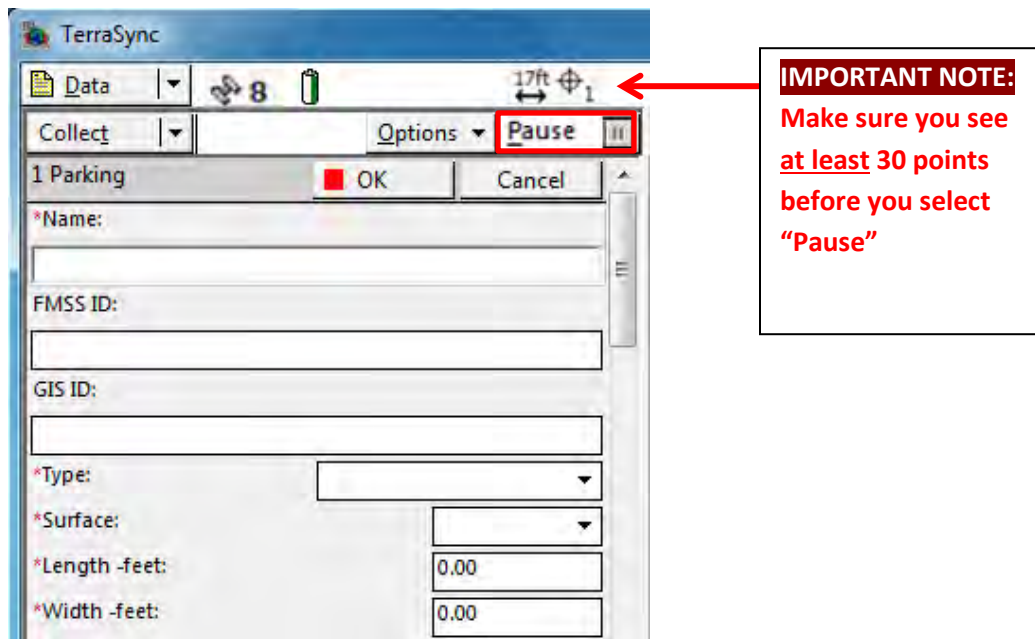 TerraSync
Data 8 17ft 1
Collect Options Pause
1 Parking OK Cancel
*Name:
FMSS ID:
GIS ID:
*Type:
*Surface:
*Length -feet: 0.00
*Width -feet: 0.00
IMPORTANT NOTE:
Make sure you see
at least 30 points
before you select
“Pause”